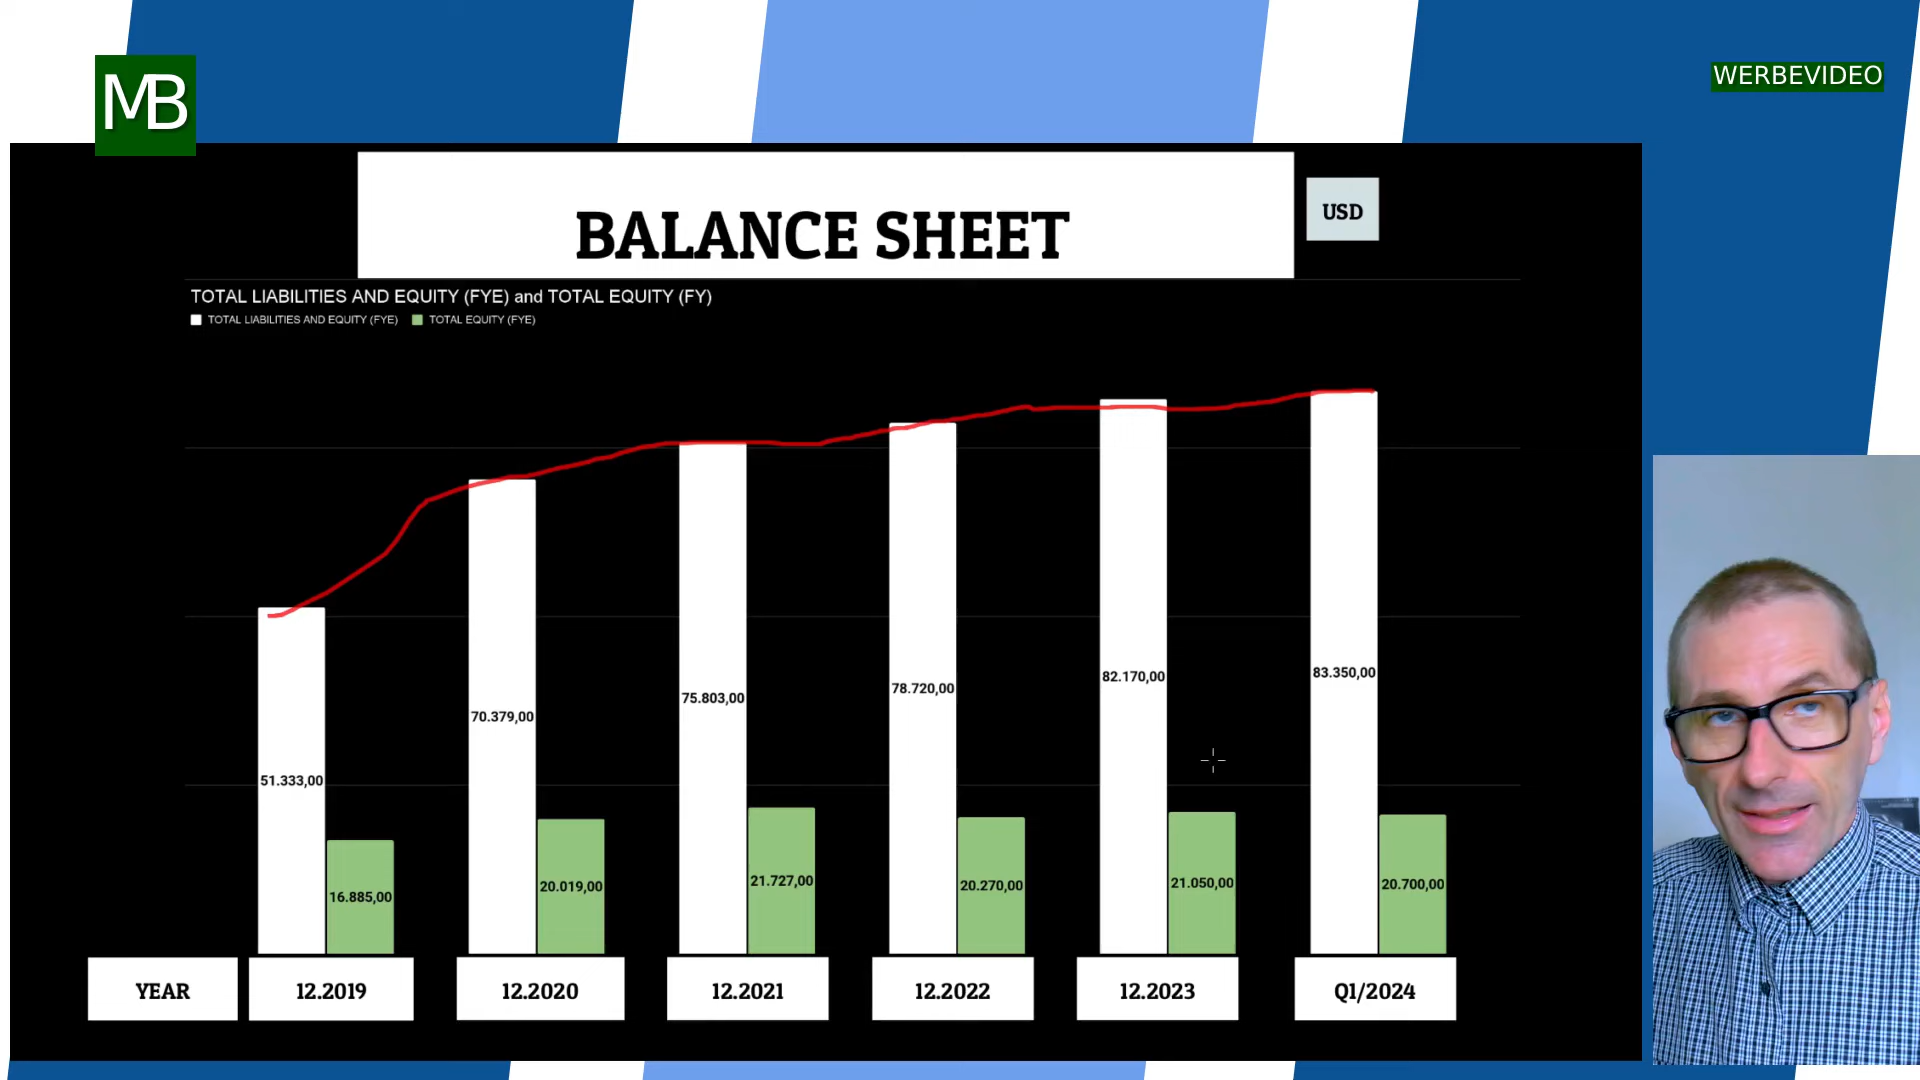 MB
WERBEVIDEO
BALANCE SHEET
USD
TOTAL LIABILITIES AND EQUITY (FYE) and TOTAL EQUITY (FY)
TOTAL LIABILITIES AND EQUITY (FYE) TOTAL EQUITY (FYE)
51.333,00 16.885,00
70.379,00 20.019,00
75.803,00 21.727,00
78.720,00 20.270,00
82.170,00 21.050,00
83.350,00 20.700,00
YEAR 12.2019 12.2020 12.2021 12.2022 12.2023 Q1/2024